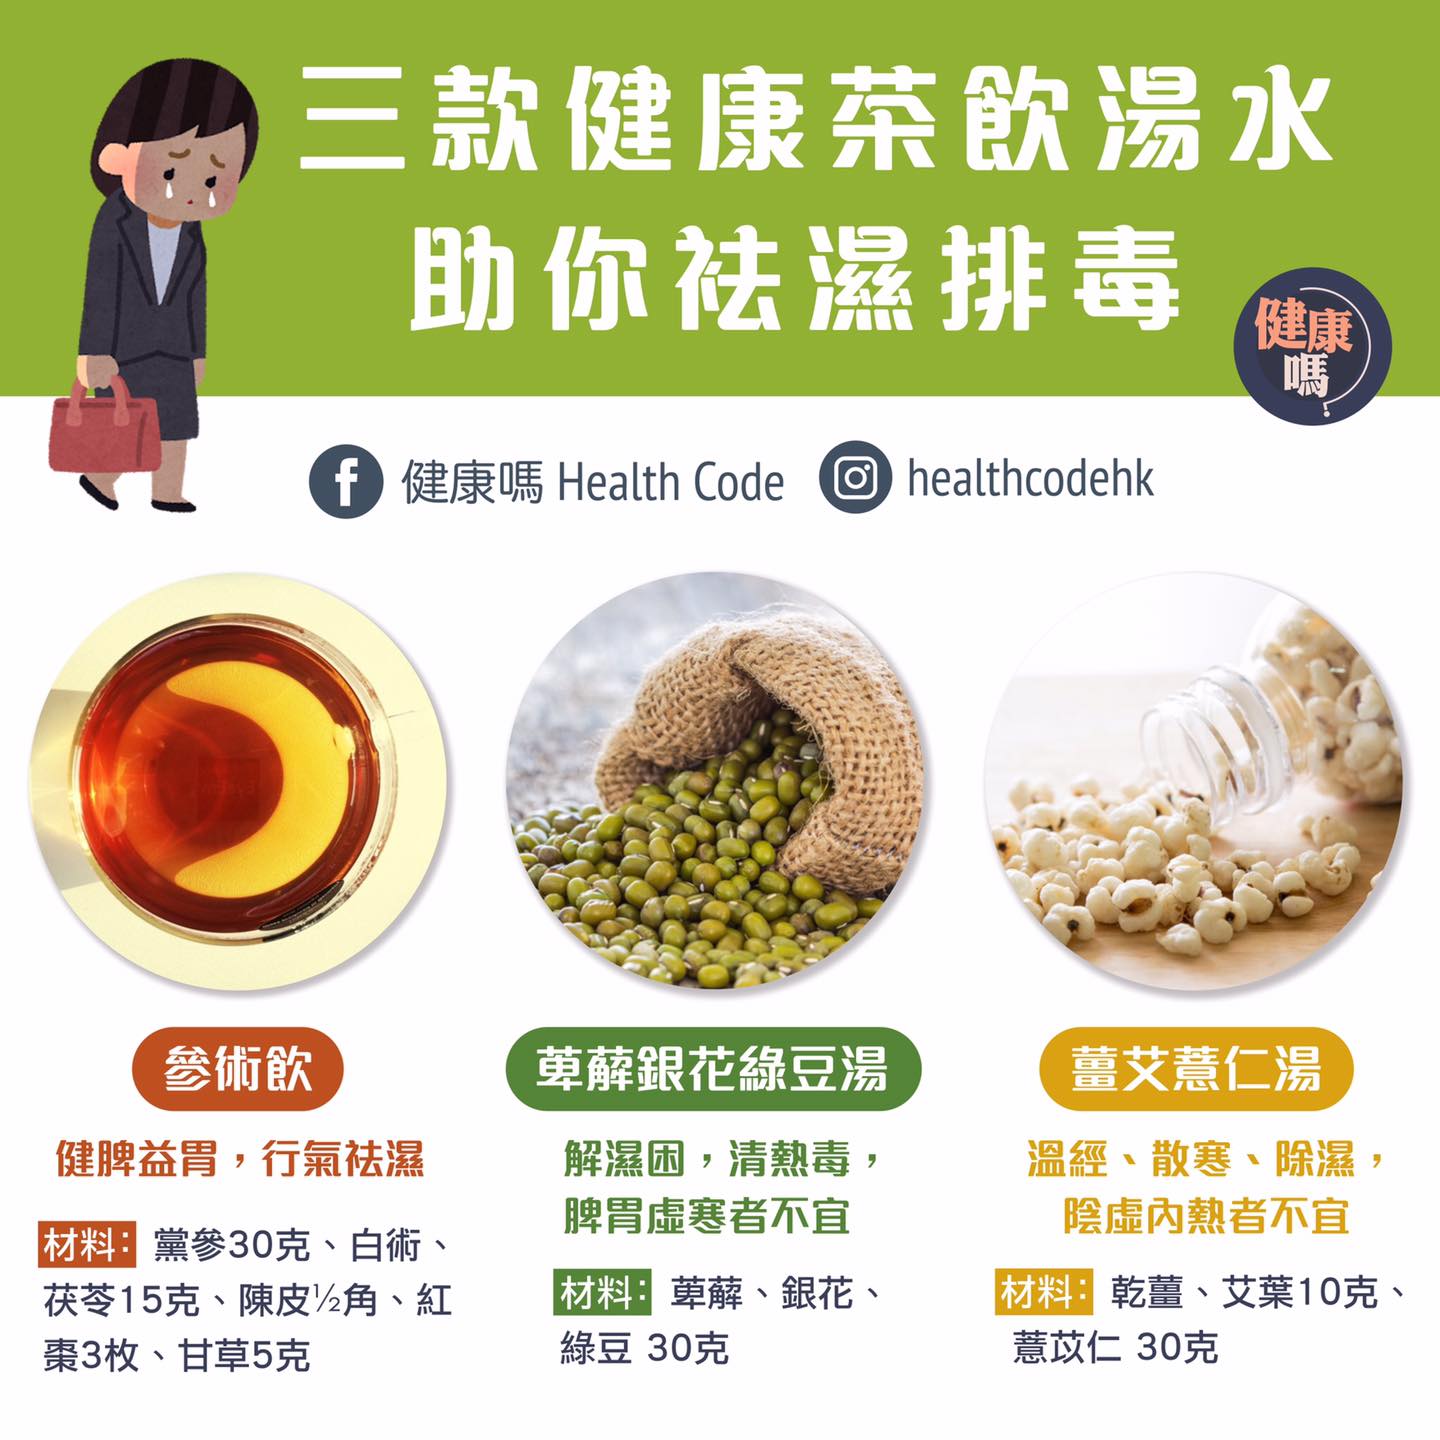 三款健康茶飲湯水
助你祛濕排毒
健康
嗎?
健康嗎 Health Code
healthcodehk
參術飲
健脾益胃，行氣祛濕
材料：黨參30克、白術、
茯苓15克、陳皮½角、紅
棗3枚、甘草5克
萆薢銀花綠豆湯
解濕困，清熱毒，
脾胃虛寒者不宜
材料：萆薢、銀花、
綠豆 30克
薑艾薏仁湯
溫經、散寒、除濕，
陰虛內熱者不宜
材料：乾薑、艾葉10克、
薏苡仁 30克